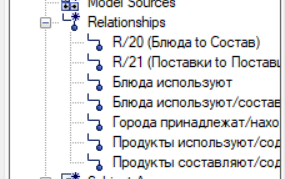 Model Sources
Relationships
R/20 (Блюда to Состав)
R/21 (Поставки to Постав
Блюда используют
Блюда используют/состав
Города принадлежат/нахо
Продукты используют/сод
Продукты составляют/сод